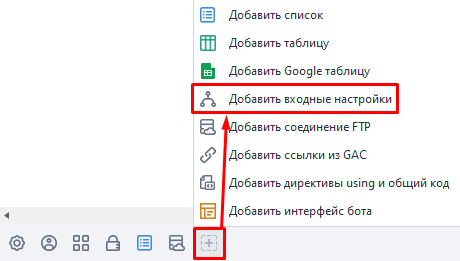 Добавить список
Добавить таблицу
Добавить Google таблицу
Добавить входные настройки
Добавить соединение FTP
Добавить ссылки из GAC
Добавить директивы using и общий код
Добавить интерфейс бота